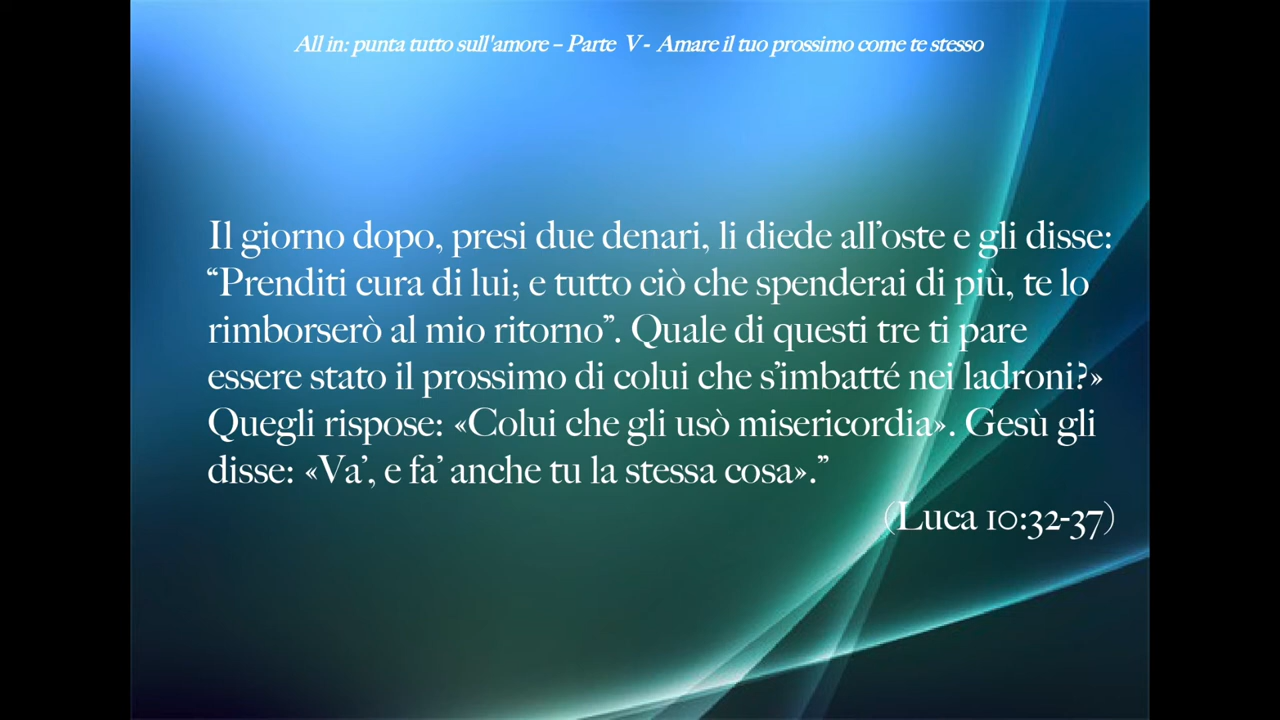 All in: punta tutto sull'amore – Parte V - Amare il tuo prossimo come te stesso
Il giorno dopo, presi due denari, li diede all’oste e gli disse:
“Prenditi cura di lui; e tutto ciò che spenderai di più, te lo
rimborserò al mio ritorno”. Quale di questi tre ti pare
essere stato il prossimo di colui che s’imbatté nei ladroni?»
Quegli rispose: «Colui che gli usò misericordia». Gesù gli
disse: «Va’, e fa’ anche tu la stessa cosa».”
(Luca 10:32-37)